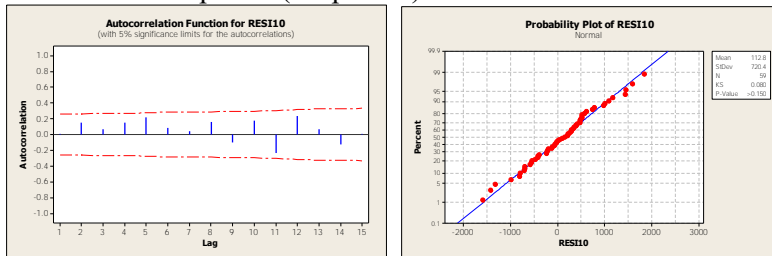 Autocorrelation Function for RESI10
(with 5% significance limits for the autocorrelations)
Autocorrelation
1.0
0.8
0.6
0.4
0.2
0.0
-0.2
-0.4
-0.6
-0.8
-1.0
1 2 3 4 5 6 7 8 9 10 11 12 13 14 15
Lag
Probability Plot of RESI10
Normal
Percent
99.9
99
95
90
80
70
60
50
40
30
20
10
5
1
0.1
-2000 -1000 0 1000 2000 3000
RESI10
Mean 112.8
StDev 720.4
N 59
KS 0.080
P-Value >0.150